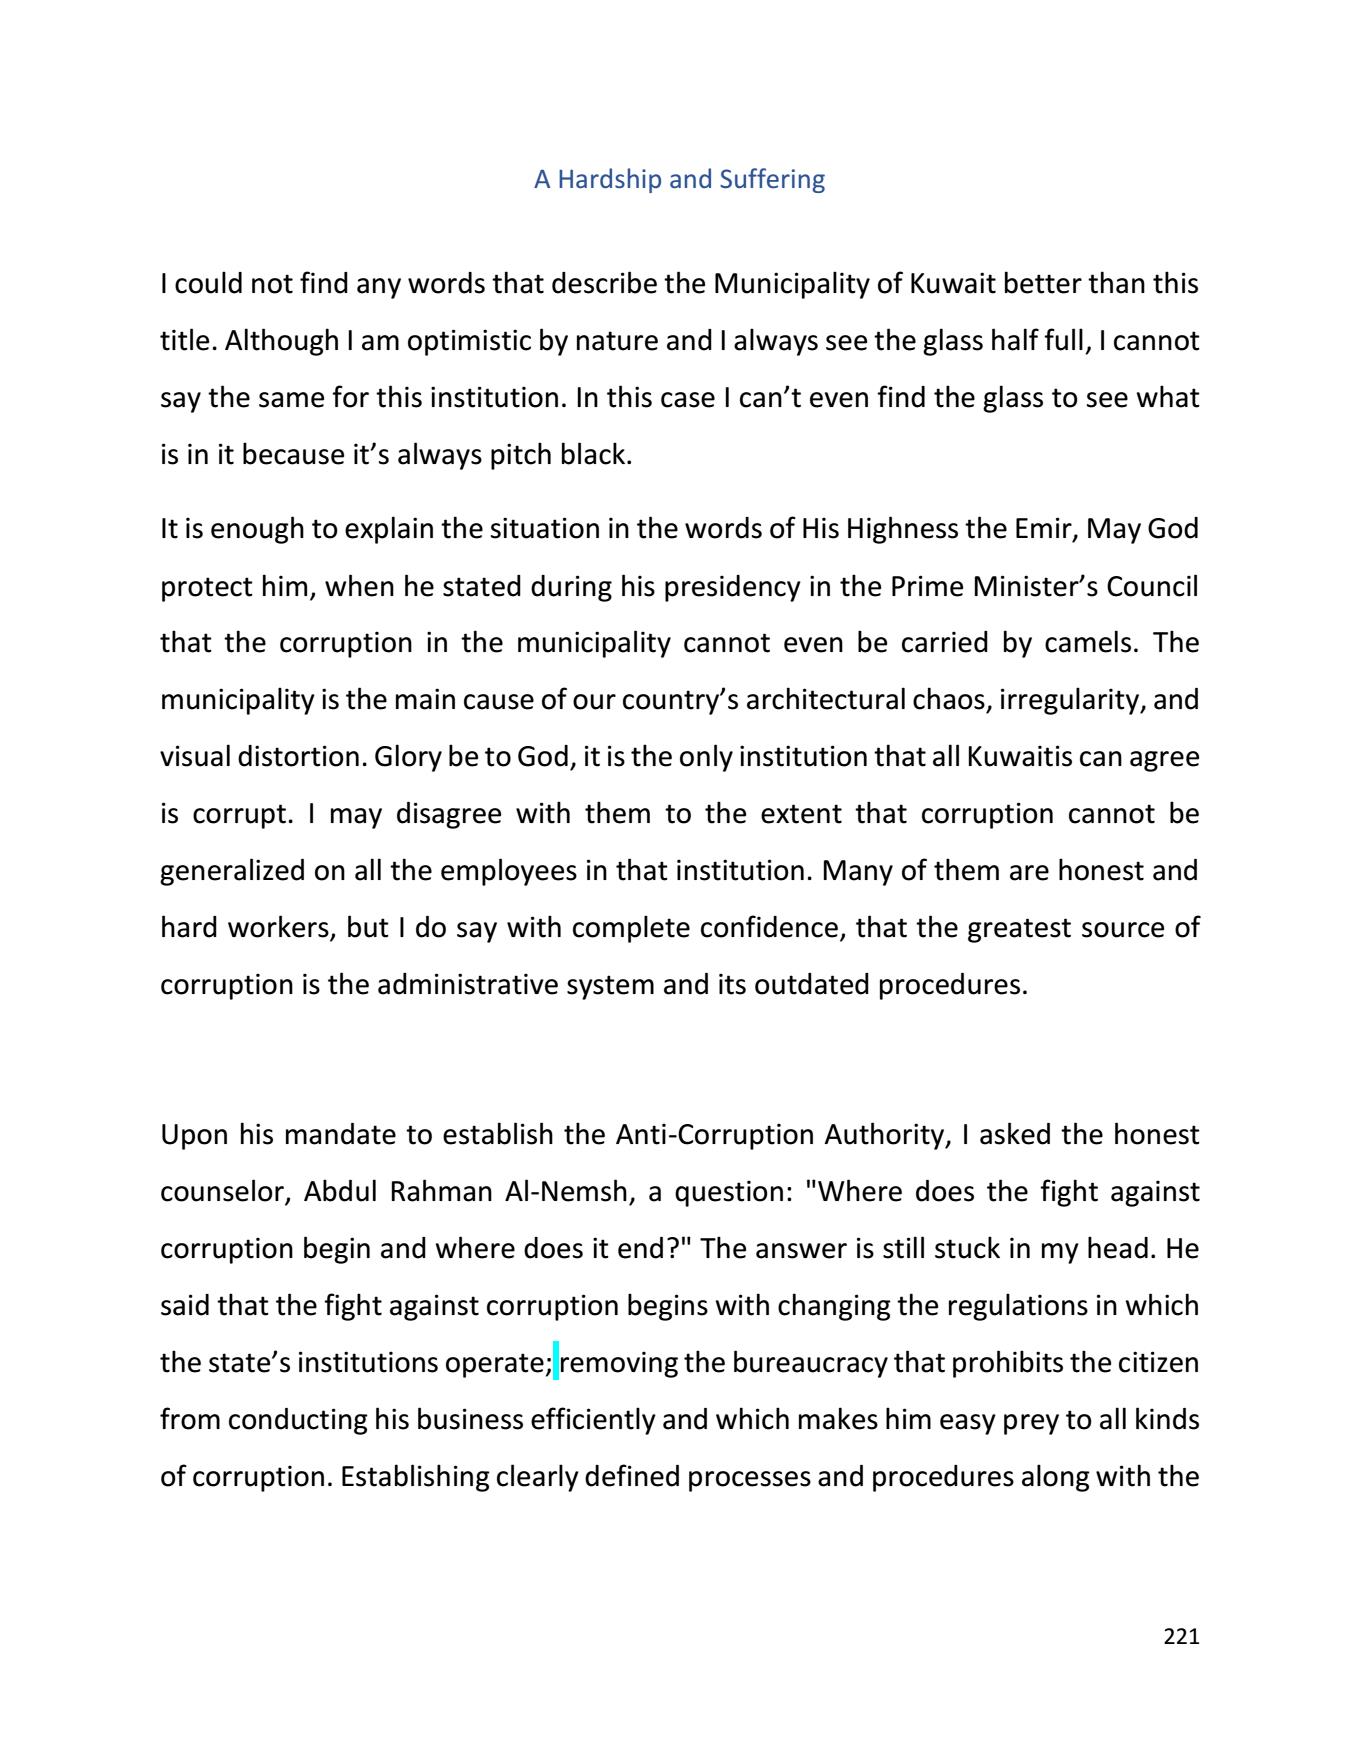 A Hardship and Suffering
I could not find any words that describe the Municipality of Kuwait better than this
title. Although I am optimistic by nature and I always see the glass half full, I cannot
say the same for this institution. In this case I can’t even find the glass to see what
is in it because it’s always pitch black.
It is enough to explain the situation in the words of His Highness the Emir, May God
protect him, when he stated during his presidency in the Prime Minister’s Council
that the corruption in the municipality cannot even be carried by camels. The
municipality is the main cause of our country’s architectural chaos, irregularity, and
visual distortion. Glory be to God, it is the only institution that all Kuwaitis can agree
is corrupt. I may disagree with them to the extent that corruption cannot be
generalized on all the employees in that institution. Many of them are honest and
hard workers, but I do say with complete confidence, that the greatest source of
corruption is the administrative system and its outdated procedures.
Upon his mandate to establish the Anti-Corruption Authority, I asked the honest
counselor, Abdul Rahman Al-Nemsh, a question: "Where does the fight against
corruption begin and where does it end?" The answer is still stuck in my head. He
said that the fight against corruption begins with changing the regulations in which
the state’s institutions operate; removing the bureaucracy that prohibits the citizen
from conducting his business efficiently and which makes him easy prey to all kinds
of corruption. Establishing clearly defined processes and procedures along with the
221